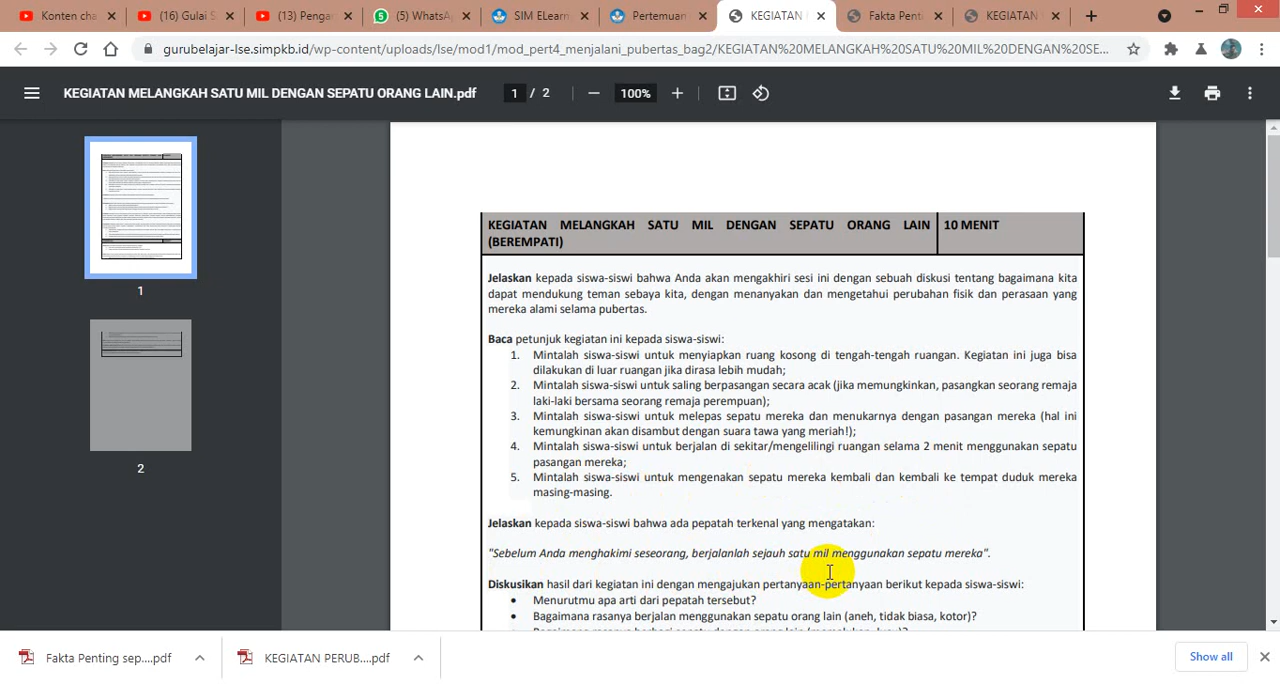 Konten cha
(16) Gulai S
(13) Pengar
(5) WhatsA
SIM ELearn
Pertemuan
KEGIATAN
Fakta Pent
KEGIATAN
gurubelajar-lse.simpkb.id/wp-content/uploads/lse/mod1/mod_pert4_menjalani_pubertas_bag2/KEGIATAN%20MELANGKAH%20SATU%20MIL%20DENGAN%20SE...
KEGIATAN MELANGKAH SATU MIL DENGAN SEPATU ORANG LAIN.pdf
1 / 2
100%
1
2
KEGIATAN MELANGKAH SATU MIL DENGAN SEPATU ORANG LAIN
(BEREMPATI)
10 MENIT
Jelaskan kepada siswa-siswi bahwa Anda akan mengakhiri sesi ini dengan sebuah diskusi tentang bagaimana kita
dapat mendukung teman sebaya kita, dengan menanyakan dan mengetahui perubahan fisik dan perasaan yang
mereka alami selama pubertas.
Baca petunjuk kegiatan ini kepada siswa-siswi:
1. Mintalah siswa-siswi untuk menyiapkan ruang kosong di tengah-tengah ruangan. Kegiatan ini juga bisa
dilakukan di luar ruangan jika dirasa lebih mudah;
2. Mintalah siswa-siswi untuk saling berpasangan secara acak (jika memungkinkan, pasangkan seorang remaja
laki-laki bersama seorang remaja perempuan);
3. Mintalah siswa-siswi untuk melepas sepatu mereka dan menukarnya dengan pasangan mereka (hal ini
kemungkinan akan disambut dengan suara tawa yang meriah!);
4. Mintalah siswa-siswi untuk berjalan di sekitar/mengelilingi ruangan selama 2 menit menggunakan sepatu
pasangan mereka;
5. Mintalah siswa-siswi untuk mengenakan sepatu mereka kembali dan kembali ke tempat duduk mereka
masing-masing.
Jelaskan kepada siswa-siswi bahwa ada pepatah terkenal yang mengatakan:
"Sebelum Anda menghakimi seseorang, berjalanlah sejauh satu mil menggunakan sepatu mereka".
Diskusikan hasil dari kegiatan ini dengan mengajukan pertanyaan-pertanyaan berikut kepada siswa-siswi:
• Menurutmu apa arti dari pepatah tersebut?
• Bagaimana rasanya berjalan menggunakan sepatu orang lain (aneh, tidak biasa, kotor)?
Fakta Penting sep....pdf
KEGIATAN PERUB....pdf
Show all